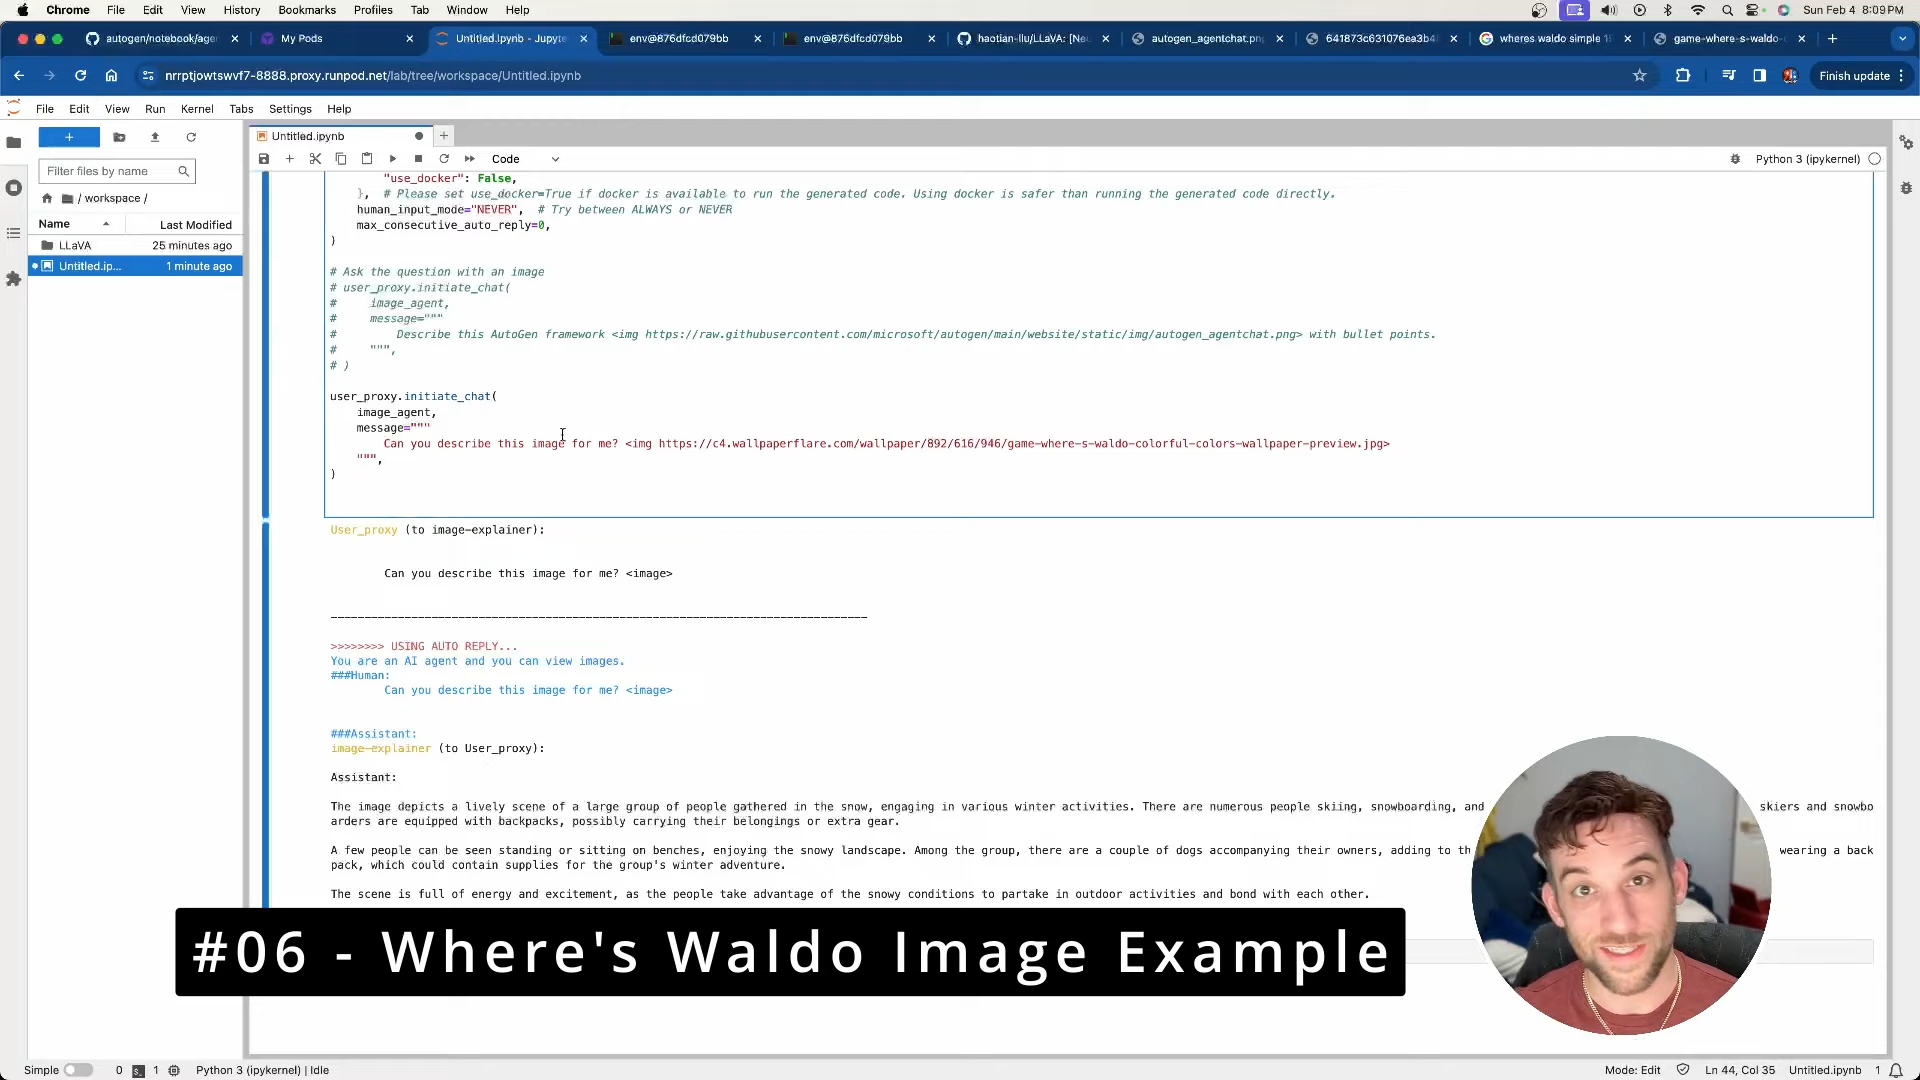 Chrome File Edit View History Bookmarks Profiles Tab Window Help Sun Feb 4 8:09 PM
autogen/notebook/age My Pods Untitled.ipynb - Jupyte env@876dfcd079bb env@876dfcd079bb haotian-liu/LLaVA: [Neu autogen_agentchat.pn 641873c631076ea3b4 wheres waldo simple 19 game-where-s-waldo-c
nrrptjowtswvf7-8888.proxy.runpod.net/lab/tree/workspace/Untitled.ipynb Finish update
File Edit View Run Kernel Tabs Settings Help
Untitled.ipynb
Code Python 3 (ipykernel)
Filter files by name
/ workspace /
Name Last Modified
LLaVA 25 minutes ago
Untitled.ip... 1 minute ago
"use_docker": False,
}, # Please set use_docker=True if docker is available to run the generated code. Using docker is safer than running the generated code directly.
human_input_mode="NEVER", # Try between ALWAYS or NEVER
max_consecutive_auto_reply=0,
)
# Ask the question with an image
# user_proxy.initiate_chat(
# image_agent,
# message="""
# Describe this AutoGen framework <img https://raw.githubusercontent.com/microsoft/autogen/main/website/static/img/autogen_agentchat.png> with bullet points.
# """,
# )
user_proxy.initiate_chat(
image_agent,
message="""
Can you describe this image for me? <img https://c4.wallpaperflare.com/wallpaper/892/616/946/game-where-s-waldo-colorful-colors-wallpaper-preview.jpg>
""",
)
User_proxy (to image-explainer):
Can you describe this image for me? <image>
--------------------------------------------------------------------------------
>>>>>>>> USING AUTO REPLY...
You are an AI agent and you can view images.
###Human:
Can you describe this image for me? <image>
###Assistant:
image-explainer (to User_proxy):
Assistant:
The image depicts a lively scene of a large group of people gathered in the snow, engaging in various winter activities. There are numerous people skiing, snowboarding, and skiers and snowbo
arders are equipped with backpacks, possibly carrying their belongings or extra gear.
A few people can be seen standing or sitting on benches, enjoying the snowy landscape. Among the group, there are a couple of dogs accompanying their owners, adding to th wearing a back
pack, which could contain supplies for the group's winter adventure.
The scene is full of energy and excitement, as the people take advantage of the snowy conditions to partake in outdoor activities and bond with each other.
#06 - Where's Waldo Image Example
Simple 0 1 Python 3 (ipykernel) | Idle Mode: Edit Ln 44, Col 35 Untitled.ipynb 1